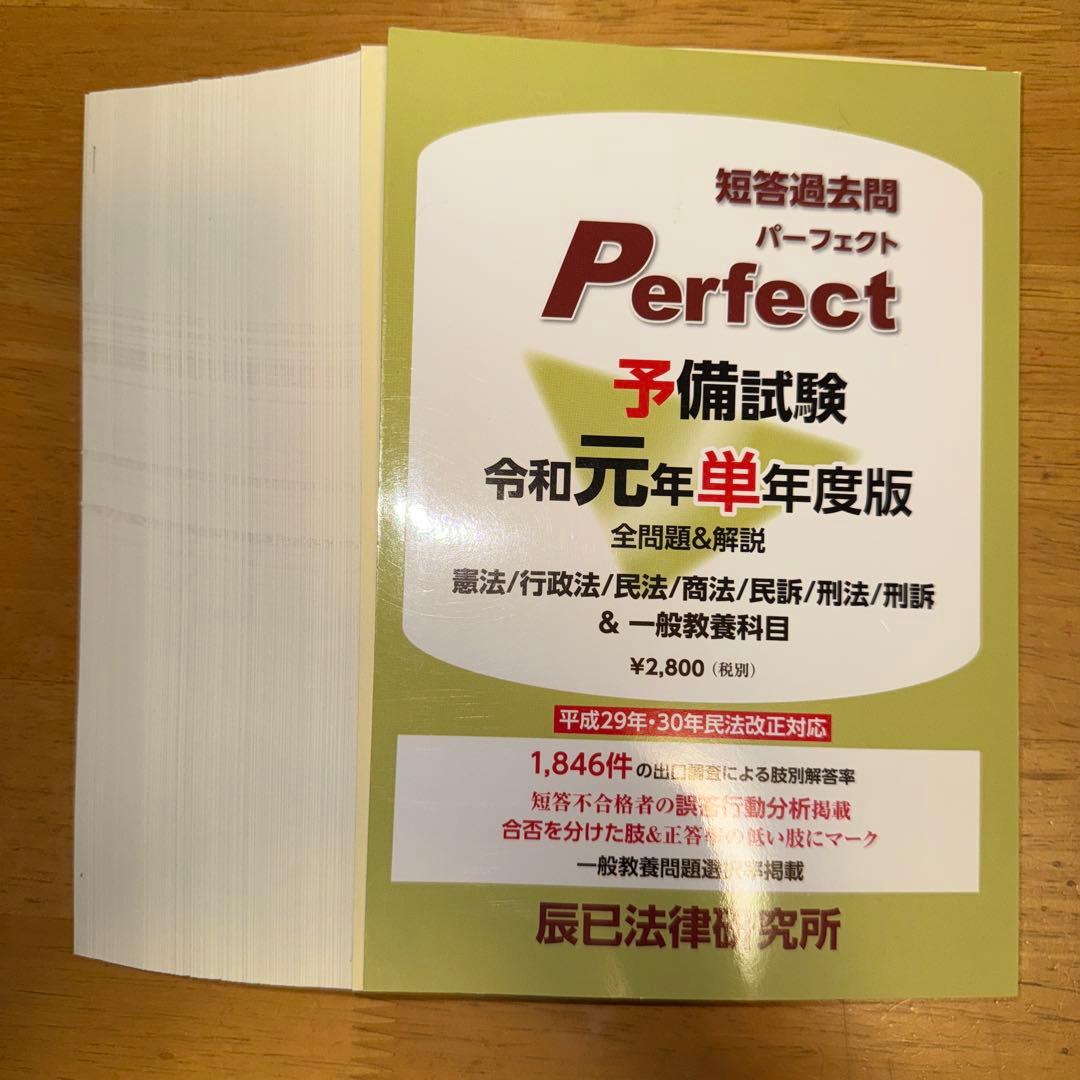 短答過去問
パーフェクト
Perfect
予備試験
令和元年単年度版
全問題&解説
憲法/行政法/民法/商法/民訴/刑法/刑訴
& 一般教養科目
¥2,800（税別）
平成29年・30年民法改正対応
1,846件の出口調査による肢別解答率
短答不合格者の誤答行動分析掲載
合否を分けた肢&正答率の低い肢にマーク
一般教養問題選択率掲載
辰已法律研究所